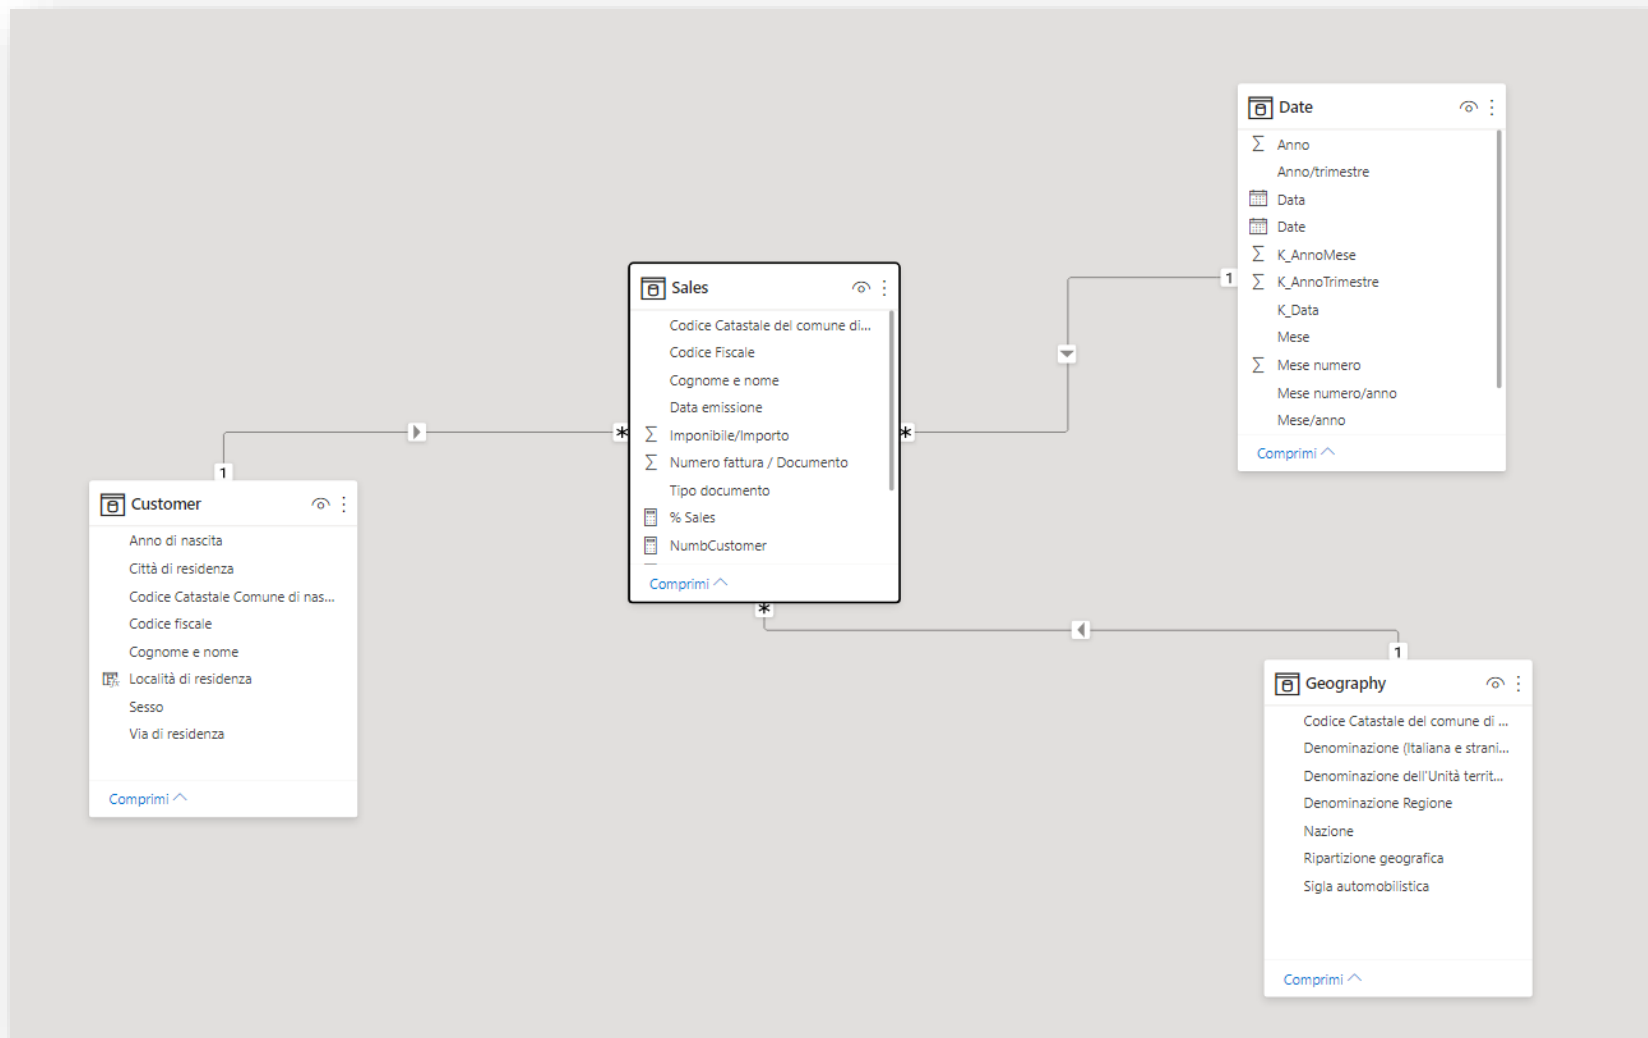 Date
Anno
Anno/trimestre
Data
Date
K_AnnoMese
K_AnnoTrimestre
K_Data
Mese
Mese numero
Mese numero/anno
Mese/anno
Comprimi
1
Sales
Codice Catastale del comune di...
Codice Fiscale
Cognome e nome
Data emissione
Imponibile/Importo
Numero fattura / Documento
Tipo documento
% Sales
NumbCustomer
Comprimi
*
*
*
1
Customer
Anno di nascita
Città di residenza
Codice Catastale Comune di nas...
Codice fiscale
Cognome e nome
Località di residenza
Sesso
Via di residenza
Comprimi
1
Geography
Codice Catastale del comune di ...
Denominazione (Italiana e strani...
Denominazione dell'Unità territ...
Denominazione Regione
Nazione
Ripartizione geografica
Sigla automobilistica
Comprimi